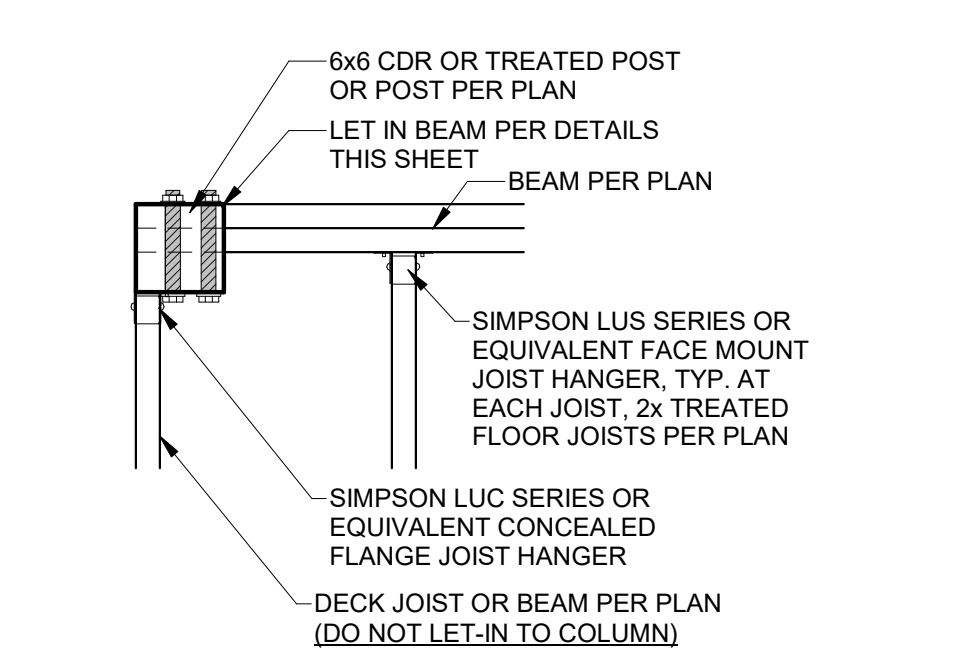 6x6 CDR OR TREATED POST
OR POST PER PLAN
LET IN BEAM PER DETAILS
THIS SHEET
BEAM PER PLAN
SIMPSON LUS SERIES OR
EQUIVALENT FACE MOUNT
JOIST HANGER, TYP. AT
EACH JOIST, 2x TREATED
FLOOR JOISTS PER PLAN
SIMPSON LUC SERIES OR
EQUIVALENT CONCEALED
FLANGE JOIST HANGER
DECK JOIST OR BEAM PER PLAN
(DO NOT LET-IN TO COLUMN)